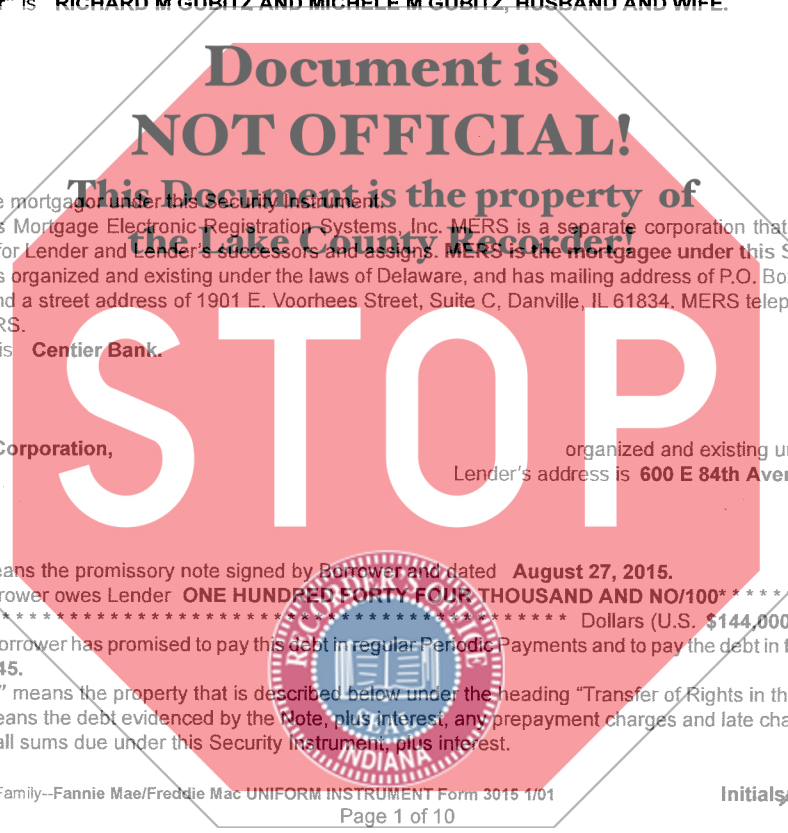 " is RICHARD M GUBITZ AND MICHELE M GUBITZ, HUSBAND AND WIFE.
Document is
NOT OFFICIAL!
This Document is the property of
the Lake County Recorder!
e mortgagor under this Security Instrument.
s Mortgage Electronic Registration Systems, Inc. MERS is a separate corporation that
for Lender and Lender's successors and assigns. MERS is the mortgagee under this S
s organized and existing under the laws of Delaware, and has mailing address of P.O. Bo
nd a street address of 1901 E. Voorhees Street, Suite C, Danville, IL 61834. MERS telep
RS.
is Centier Bank.
STOP
Corporation,
organized and existing u
Lender's address is 600 E 84th Aven
eans the promissory note signed by Borrower and dated August 27, 2015.
rower owes Lender ONE HUNDRED FORTY FOUR THOUSAND AND NO/100* * * * *
* * * * * * * * * * * * * * * * * * * * * * * * * * * * * * * * * * * * * * * * * Dollars (U.S. $144,000
orrower has promised to pay this debt in regular Periodic Payments and to pay the debt in f
45.
" means the property that is described below under the heading "Transfer of Rights in th
eans the debt evidenced by the Note, plus interest, any prepayment charges and late cha
all sums due under this Security Instrument, plus interest.
RECORDER'S OFFICE
SEAL
INDIANA
Family--Fannie Mae/Freddie Mac UNIFORM INSTRUMENT Form 3015 1/01
Initials
Page 1 of 10